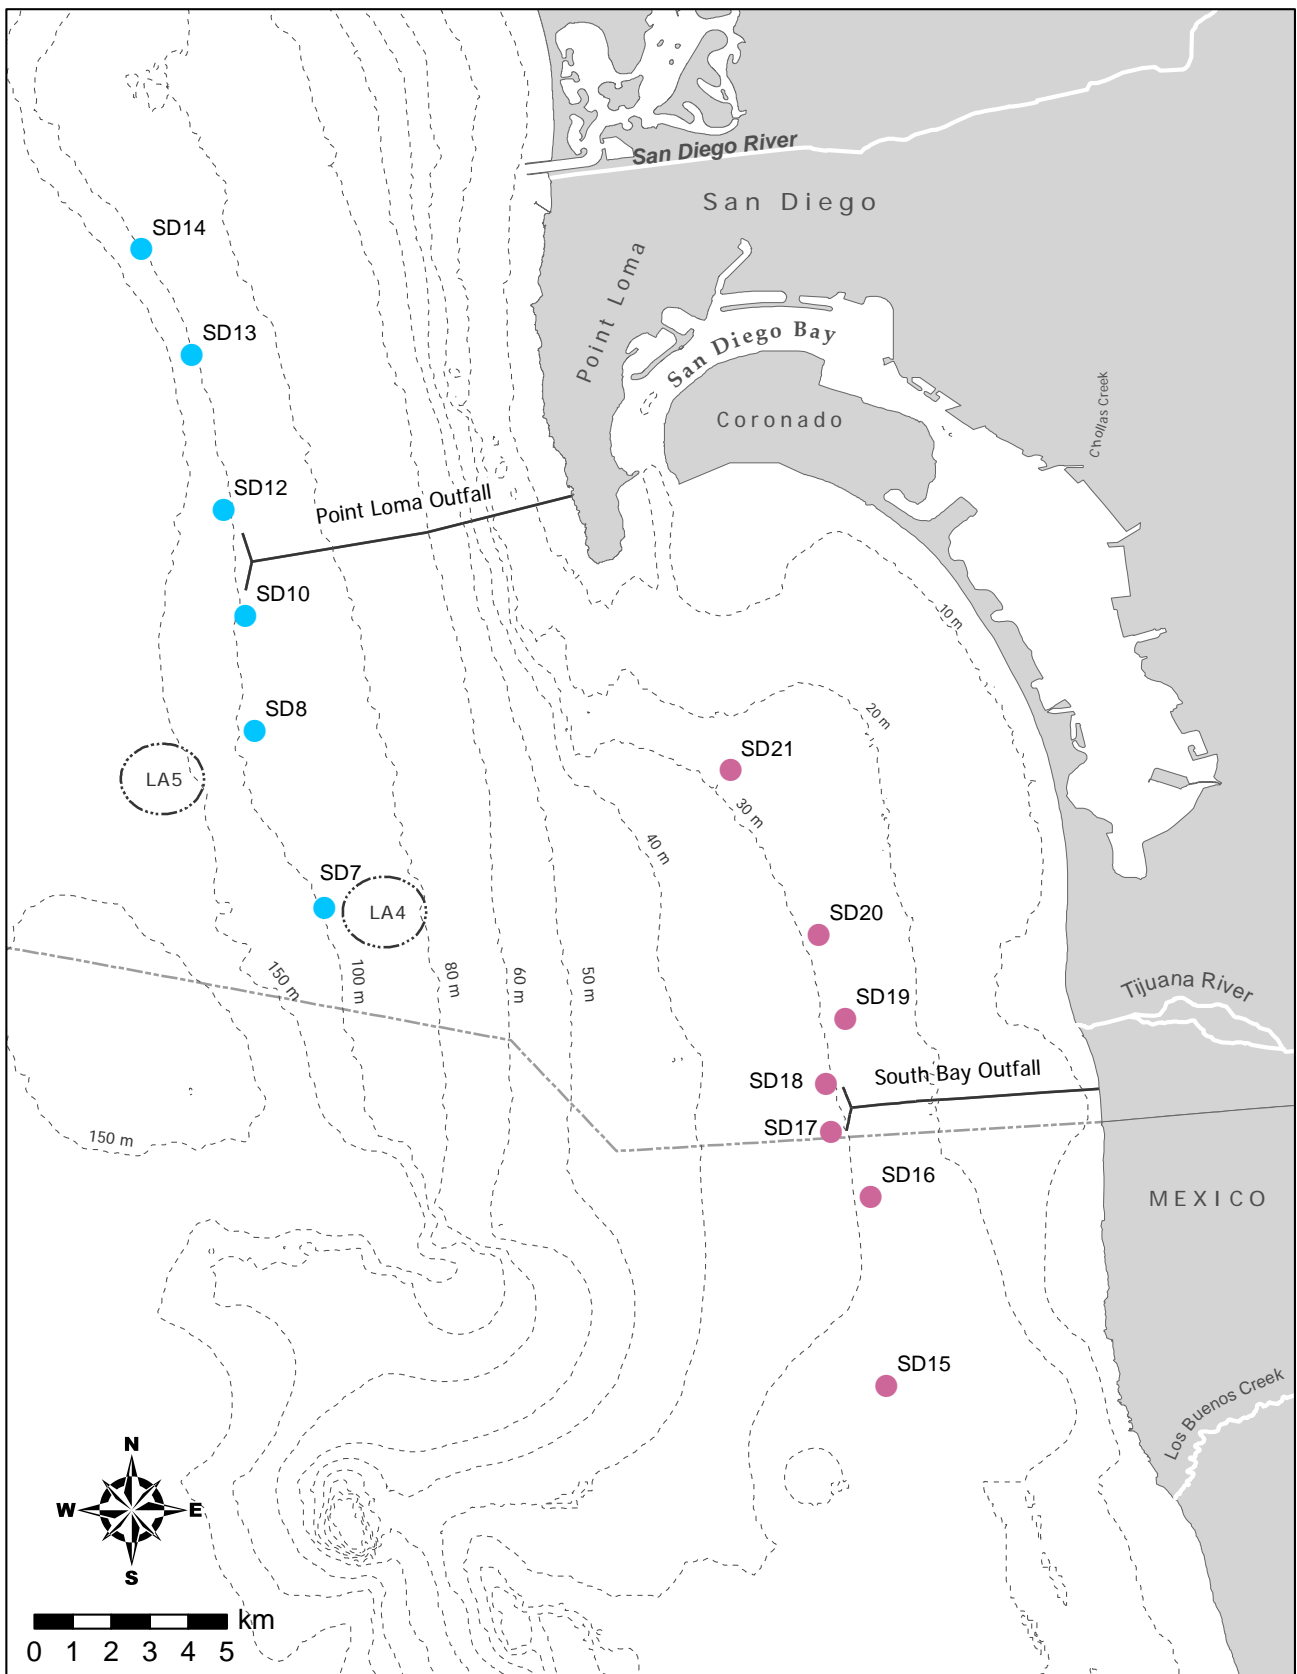 San Diego River
San Diego
SD14
Point Loma
SD13
San Diego Bay
Chollas Creek
Coronado
SD12
Point Loma Outfall
SD10
10 m
SD8
20 m
SD21
LA5
30 m
40 m
SD7
LA4
SD20
150 m
100 m
80 m
60 m
50 m
Tijuana River
SD19
South Bay Outfall
SD18
SD17
150 m
SD16
MEXICO
SD15
Los Buenos Creek
N
W
E
S
km
0 1 2 3 4 5